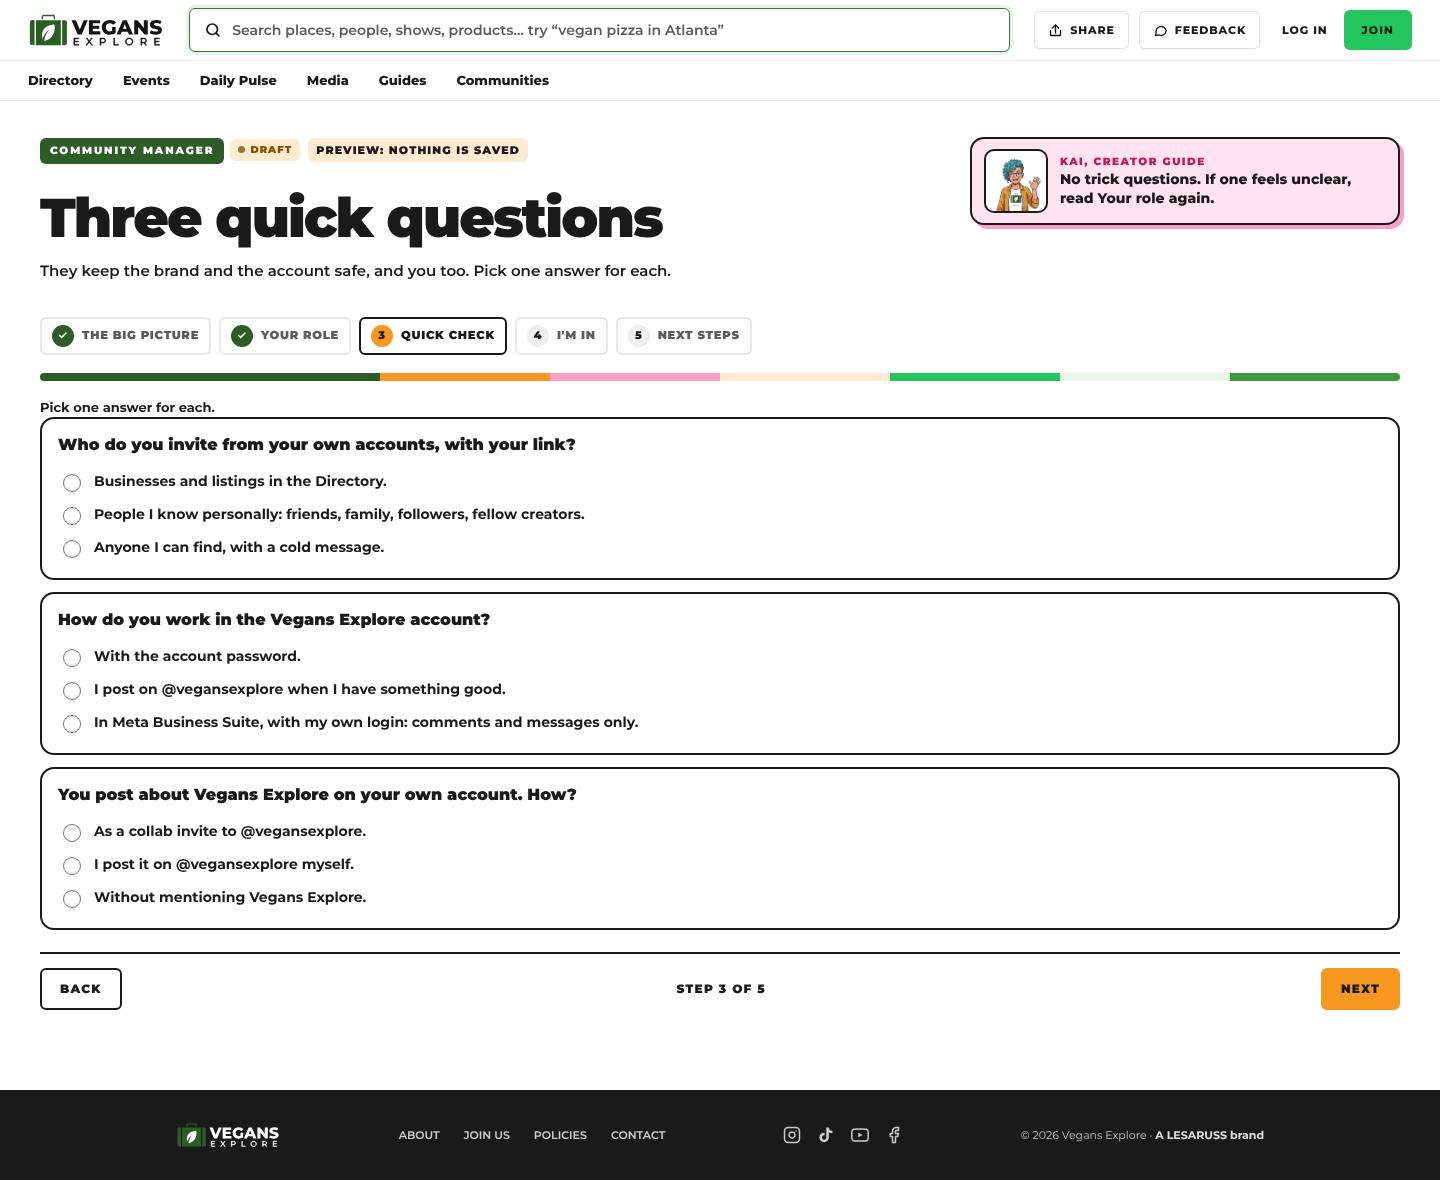 VEGANS
EXPLORE
Search places, people, shows, products... try “vegan pizza in Atlanta”
SHARE
FEEDBACK
LOG IN
JOIN
Directory
Events
Daily Pulse
Media
Guides
Communities
COMMUNITY MANAGER
DRAFT
PREVIEW: NOTHING IS SAVED
KAI, CREATOR GUIDE
No trick questions. If one feels unclear,
read Your role again.
Three quick questions
They keep the brand and the account safe, and you too. Pick one answer for each.
THE BIG PICTURE
YOUR ROLE
3 QUICK CHECK
4 I'M IN
5 NEXT STEPS
Pick one answer for each.
Who do you invite from your own accounts, with your link?
Businesses and listings in the Directory.
People I know personally: friends, family, followers, fellow creators.
Anyone I can find, with a cold message.
How do you work in the Vegans Explore account?
With the account password.
I post on @vegansexplore when I have something good.
In Meta Business Suite, with my own login: comments and messages only.
You post about Vegans Explore on your own account. How?
As a collab invite to @vegansexplore.
I post it on @vegansexplore myself.
Without mentioning Vegans Explore.
BACK
STEP 3 OF 5
NEXT
VEGANS
EXPLORE
ABOUT
JOIN US
POLICIES
CONTACT
© 2026 Vegans Explore · A LESARUSS brand